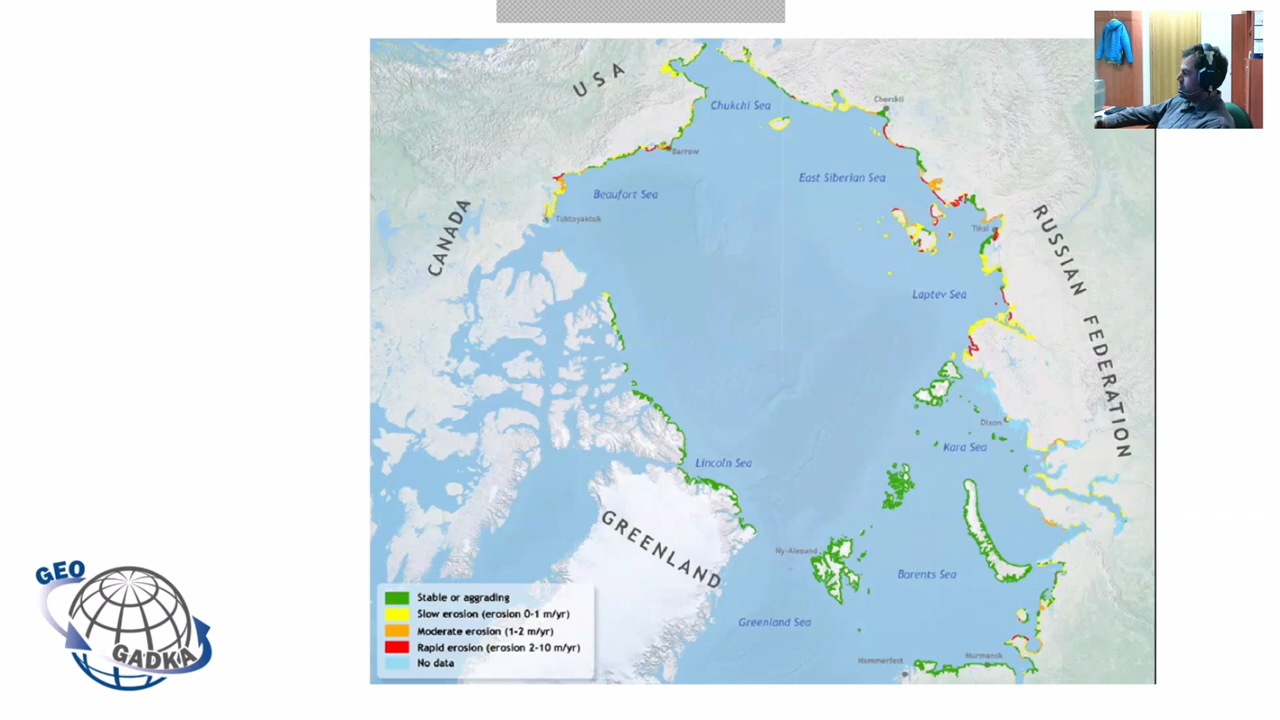 USA
Chukchi Sea
Cherskii
Barrow
East Siberian Sea
Beaufort Sea
CANADA
Tuktoyaktuk
RUSSIAN FEDERATION
Tiksi
Laptev Sea
Dixon
Kara Sea
Lincoln Sea
GREENLAND
Ny-Alesund
Barents Sea
Greenland Sea
Murmansk
Hammerfest
Stable or aggrading
Slow erosion (erosion 0-1 m/yr)
Moderate erosion (1-2 m/yr)
Rapid erosion (erosion 2-10 m/yr)
No data
GEO
GADKA